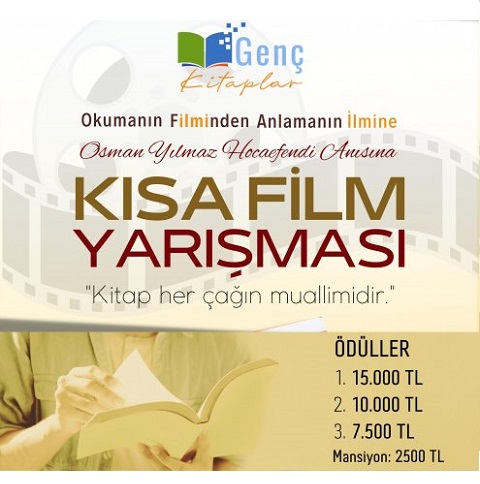 Genç
Kitaplar
Okumanın Filminden Anlamanın İlmine
Osman Yılmaz Hocaefendi Anısına
KISA FİLM
YARIŞMASI
"Kitap her çağın muallimidir."
ÖDÜLLER
1. 15.000 TL
2. 10.000 TL
3. 7.500 TL
Mansiyon: 2500 TL